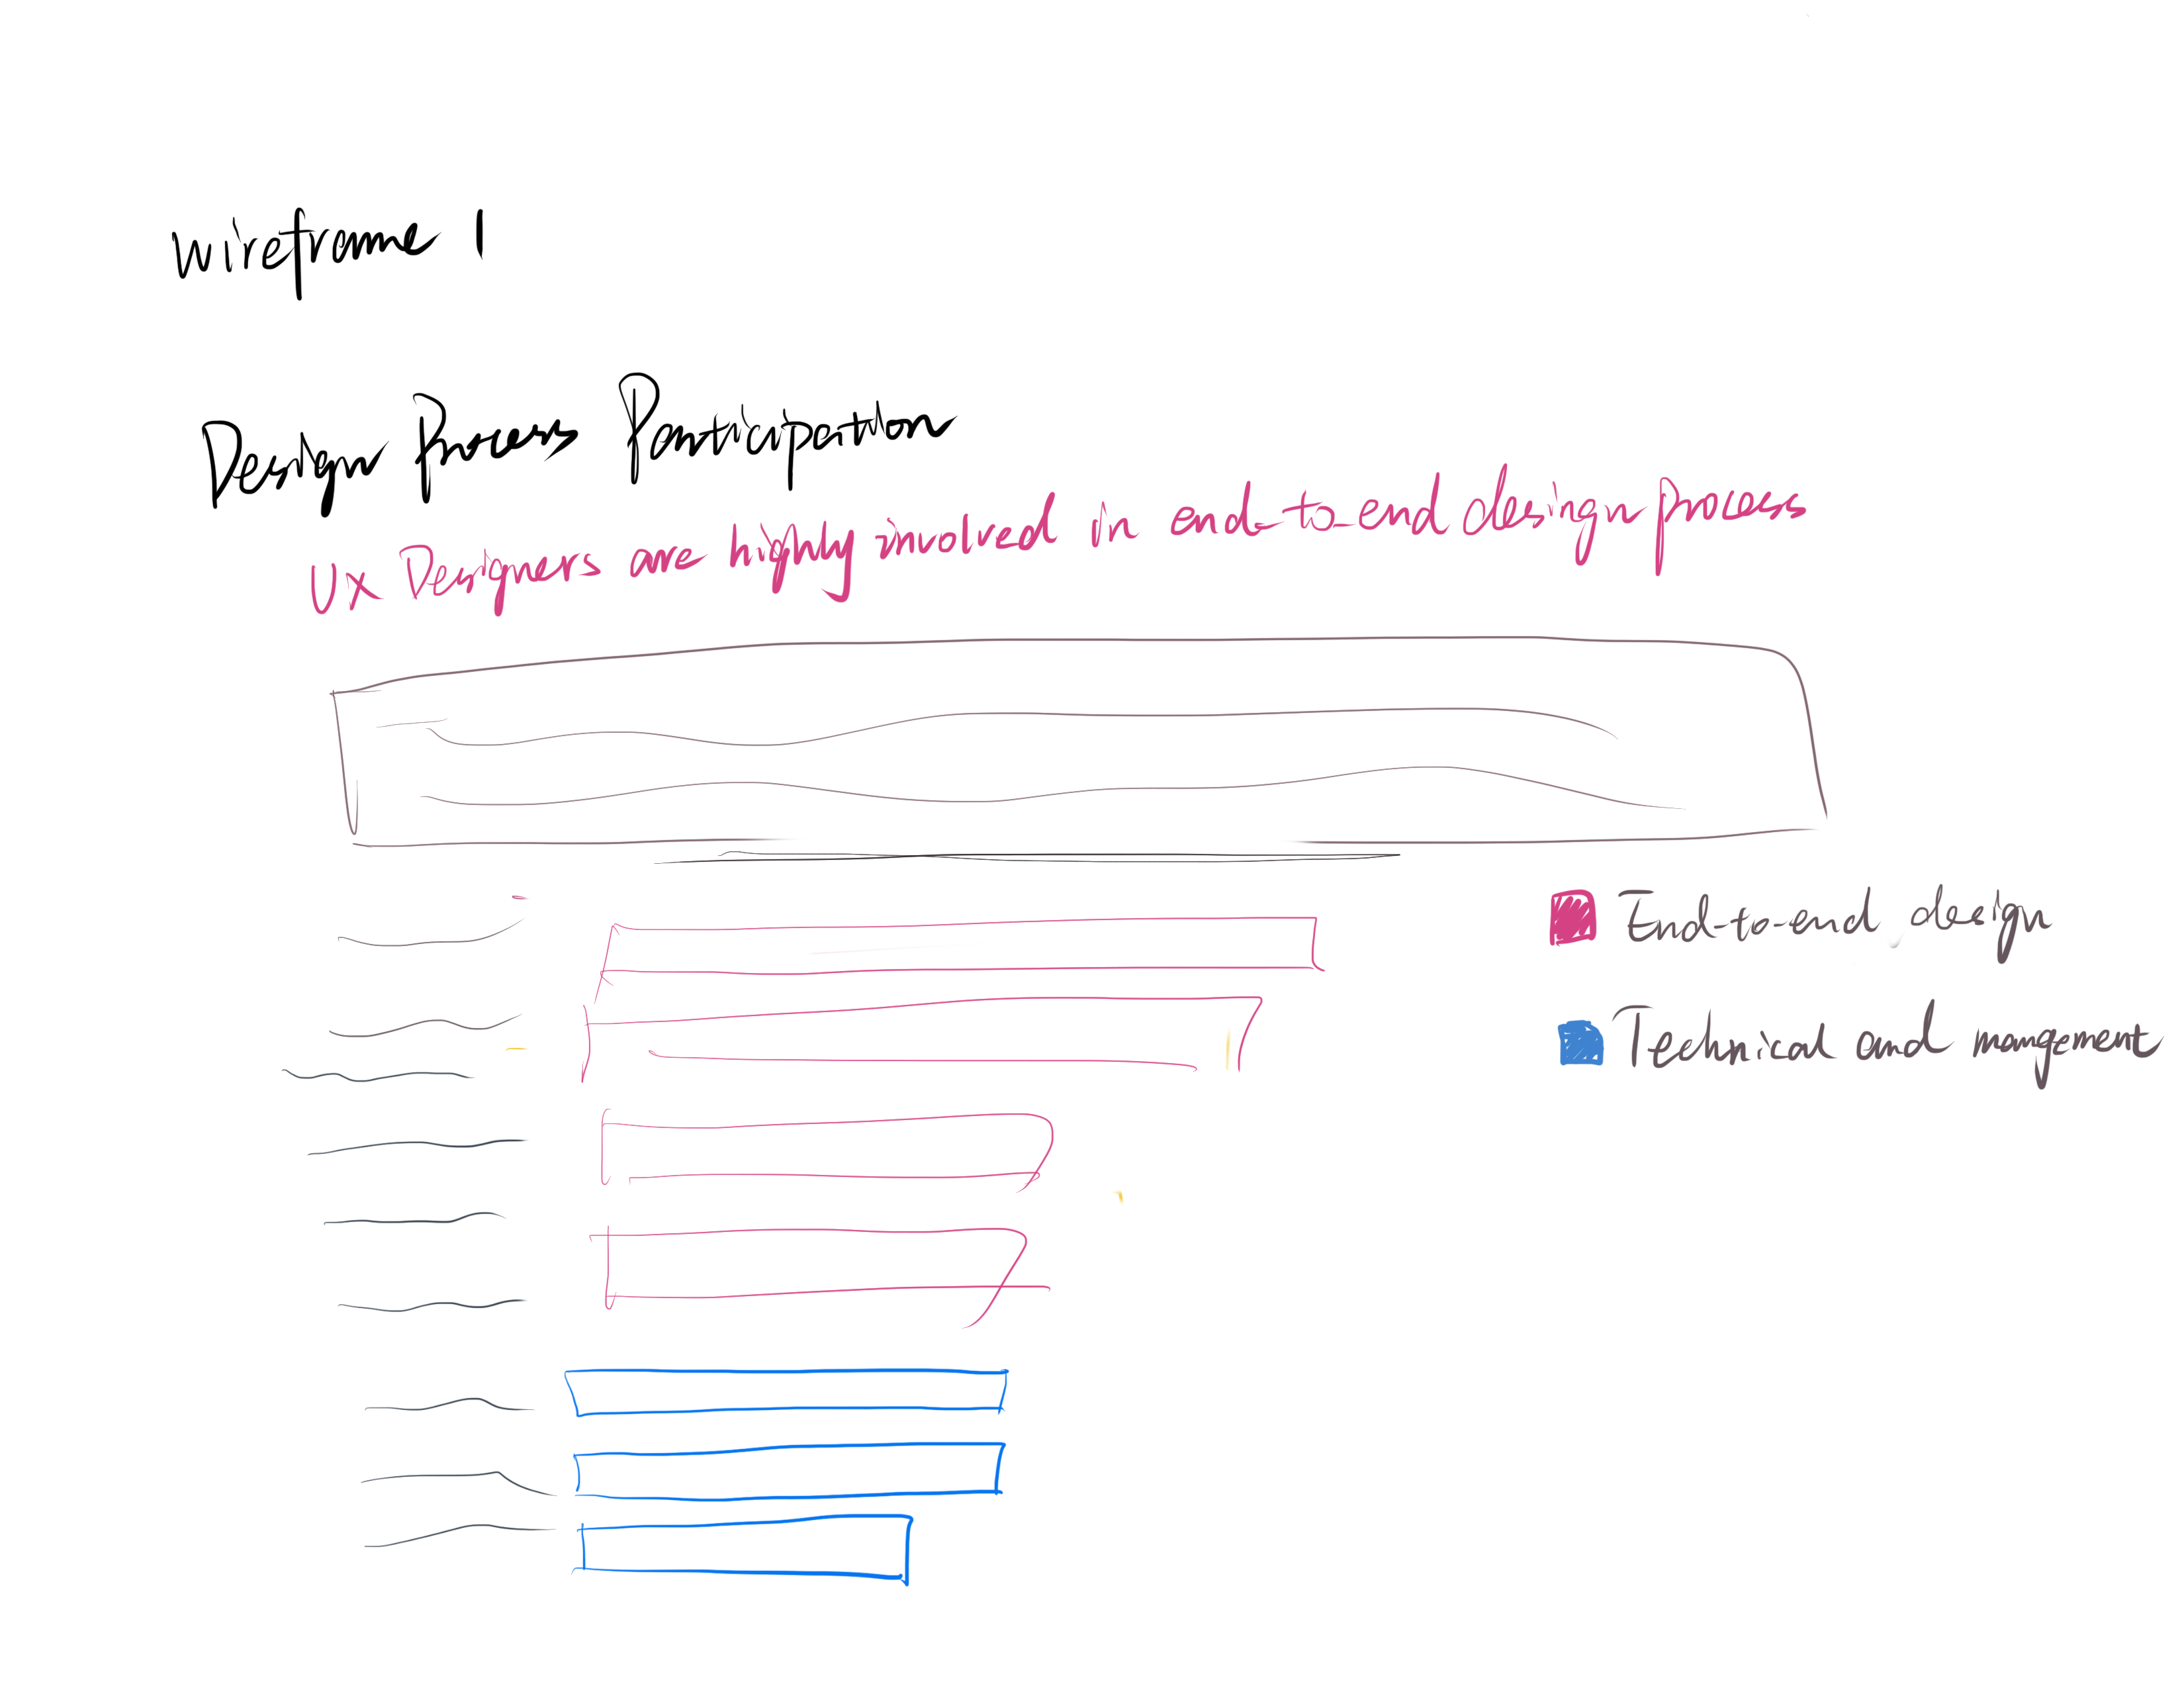 Wireframe 1
Design Process Participation
UX Designers are highly involved in end-to-end design process
End-to-end design
Technical and mangement